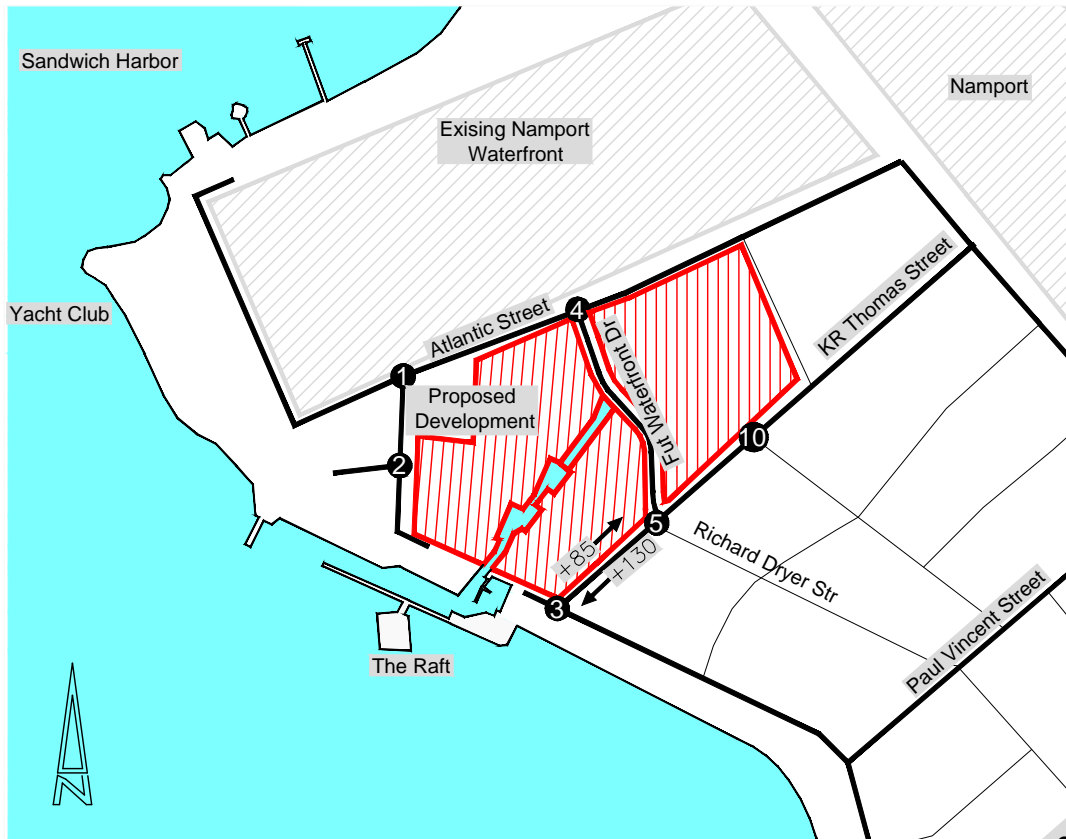 Sandwich Harbor
Namport
Exising Namport
Waterfront
Yacht Club
KR Thomas Street
Atlantic Street
4
Fut Waterfront Dr
1
Proposed
Development
10
2
5
+85
+130
Richard Dryer Str
3
Paul Vincent Street
The Raft
N